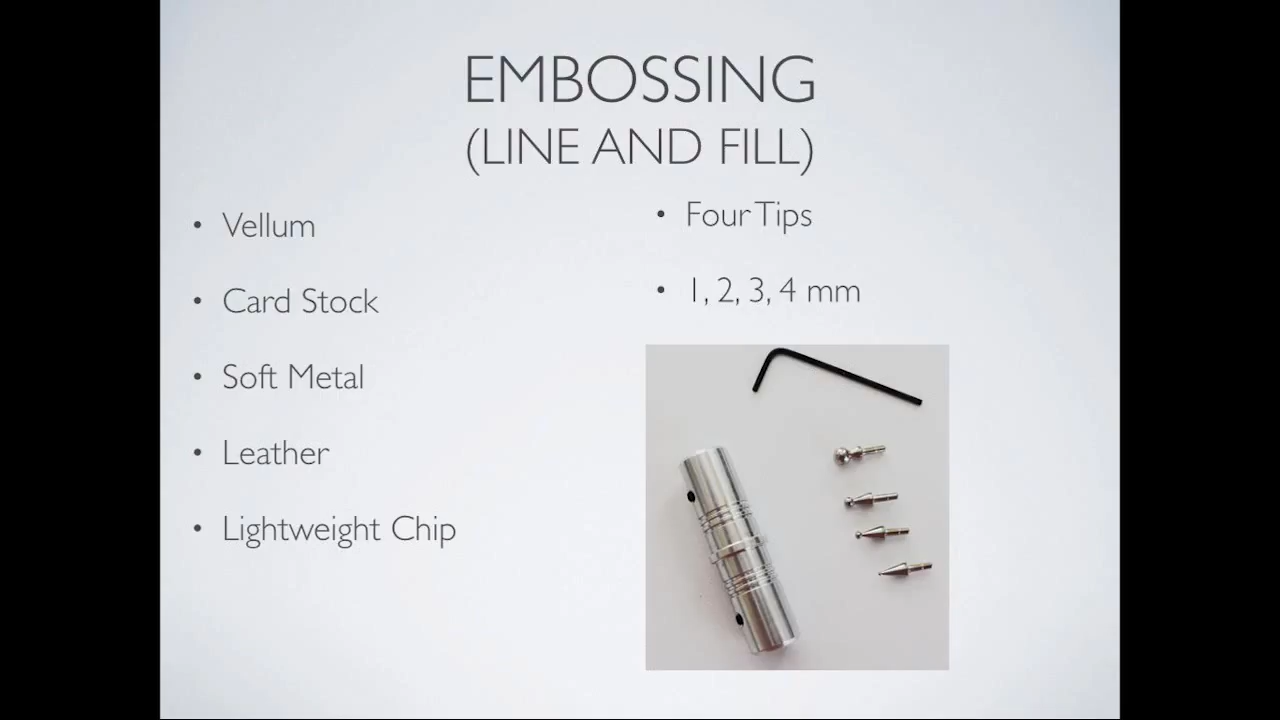 EMBOSSING
(LINE AND FILL)
• Vellum
• Card Stock
• Soft Metal
• Leather
• Lightweight Chip
• Four Tips
• 1, 2, 3, 4 mm